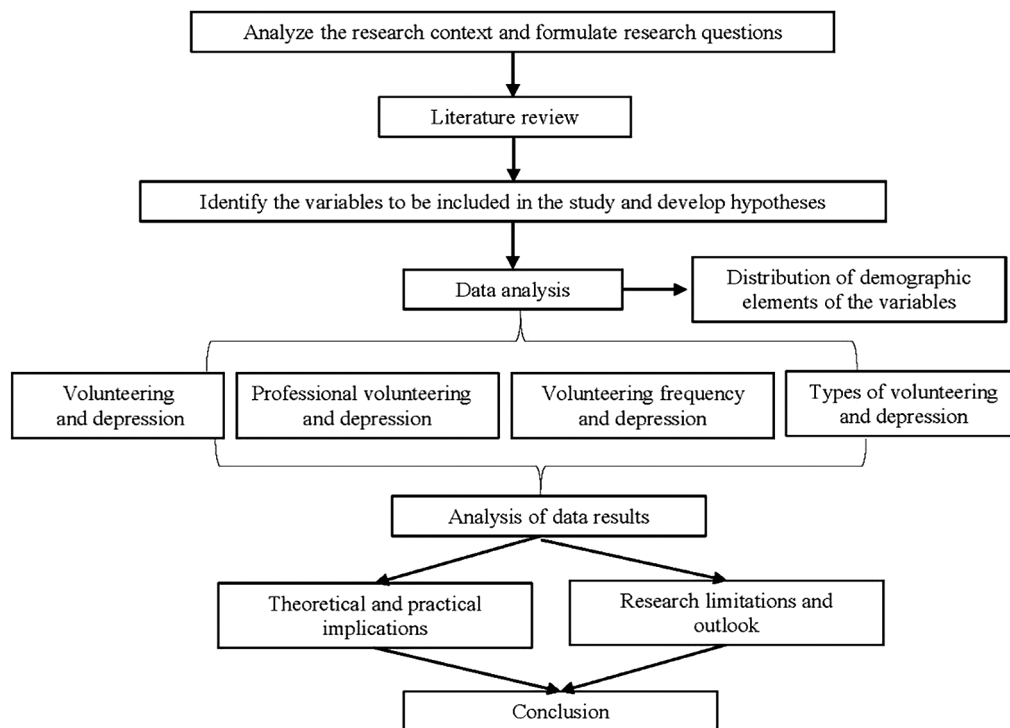 Analyze the research context and formulate research questions
Literature review
Identify the variables to be included in the study and develop hypotheses
Data analysis
Distribution of demographic
elements of the variables
Volunteering
and depression
Professional volunteering
and depression
Volunteering frequency
and depression
Types of volunteering
and depression
Analysis of data results
Theoretical and practical
implications
Research limitations and
outlook
Conclusion